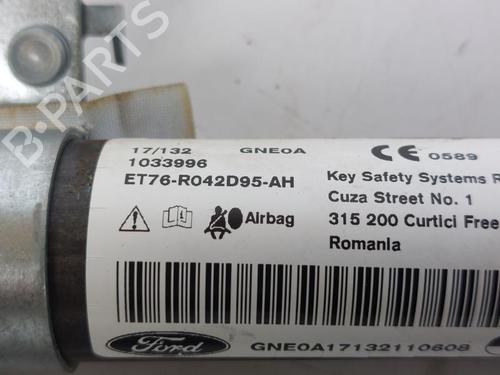 B-PARTS
17/132 GNE0A
1033996
ET76-R042D95-AH
Airbag
CE 0589
Key Safety Systems R
Cuza Street No. 1
315 200 Curtici Free
Romania
Ford GNE0A17132110608